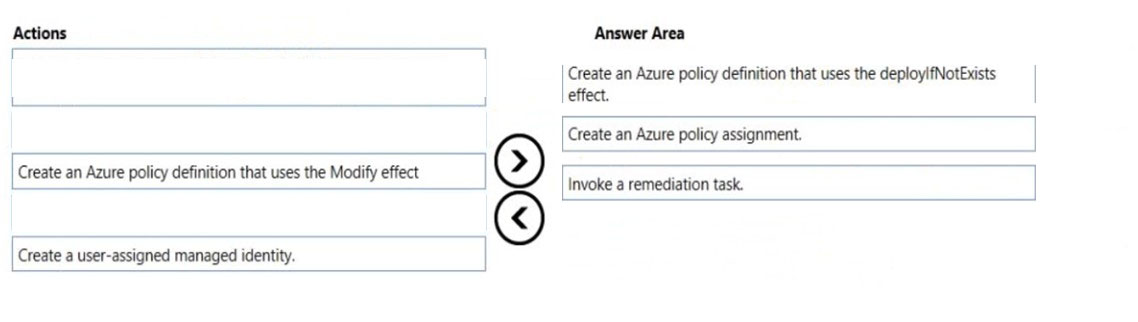 Actions
Answer Area
Create an Azure policy definition that uses the deployIfNotExists
effect.
Create an Azure policy assignment.
Create an Azure policy definition that uses the Modify effect
Invoke a remediation task.
Create a user-assigned managed identity.